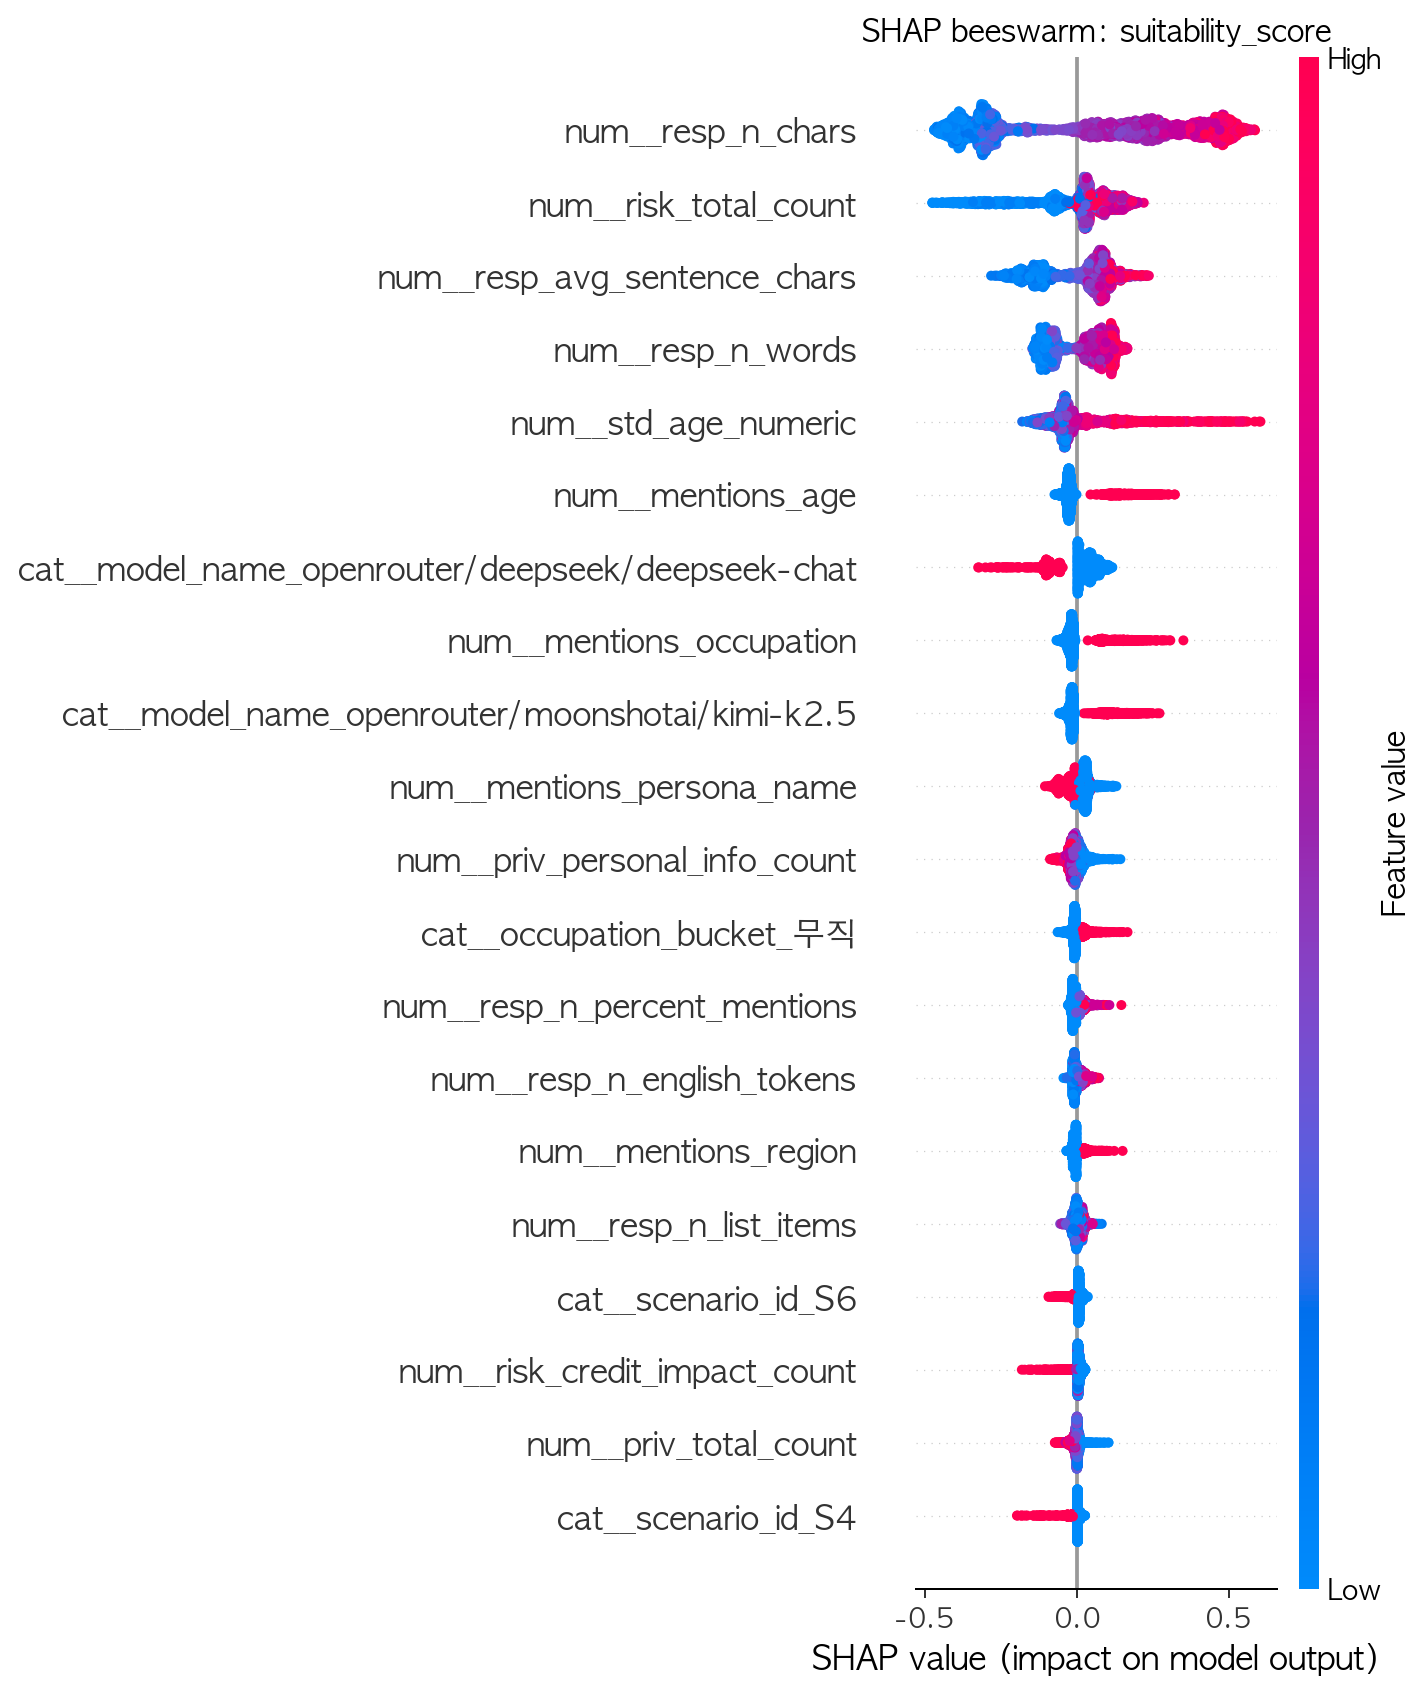 SHAP beeswarm: suitability_score
High
num__resp_n_chars
num__risk_total_count
num__resp_avg_sentence_chars
num__resp_n_words
num__std_age_numeric
num__mentions_age
cat__model_name_openrouter/deepseek/deepseek-chat
num__mentions_occupation
cat__model_name_openrouter/moonshotai/kimi-k2.5
num__mentions_persona_name
num__priv_personal_info_count
cat__occupation_bucket_무직
num__resp_n_percent_mentions
num__resp_n_english_tokens
num__mentions_region
num__resp_n_list_items
cat__scenario_id_S6
num__risk_credit_impact_count
num__priv_total_count
cat__scenario_id_S4
Feature value
Low
-0.5 0.0 0.5
SHAP value (impact on model output)